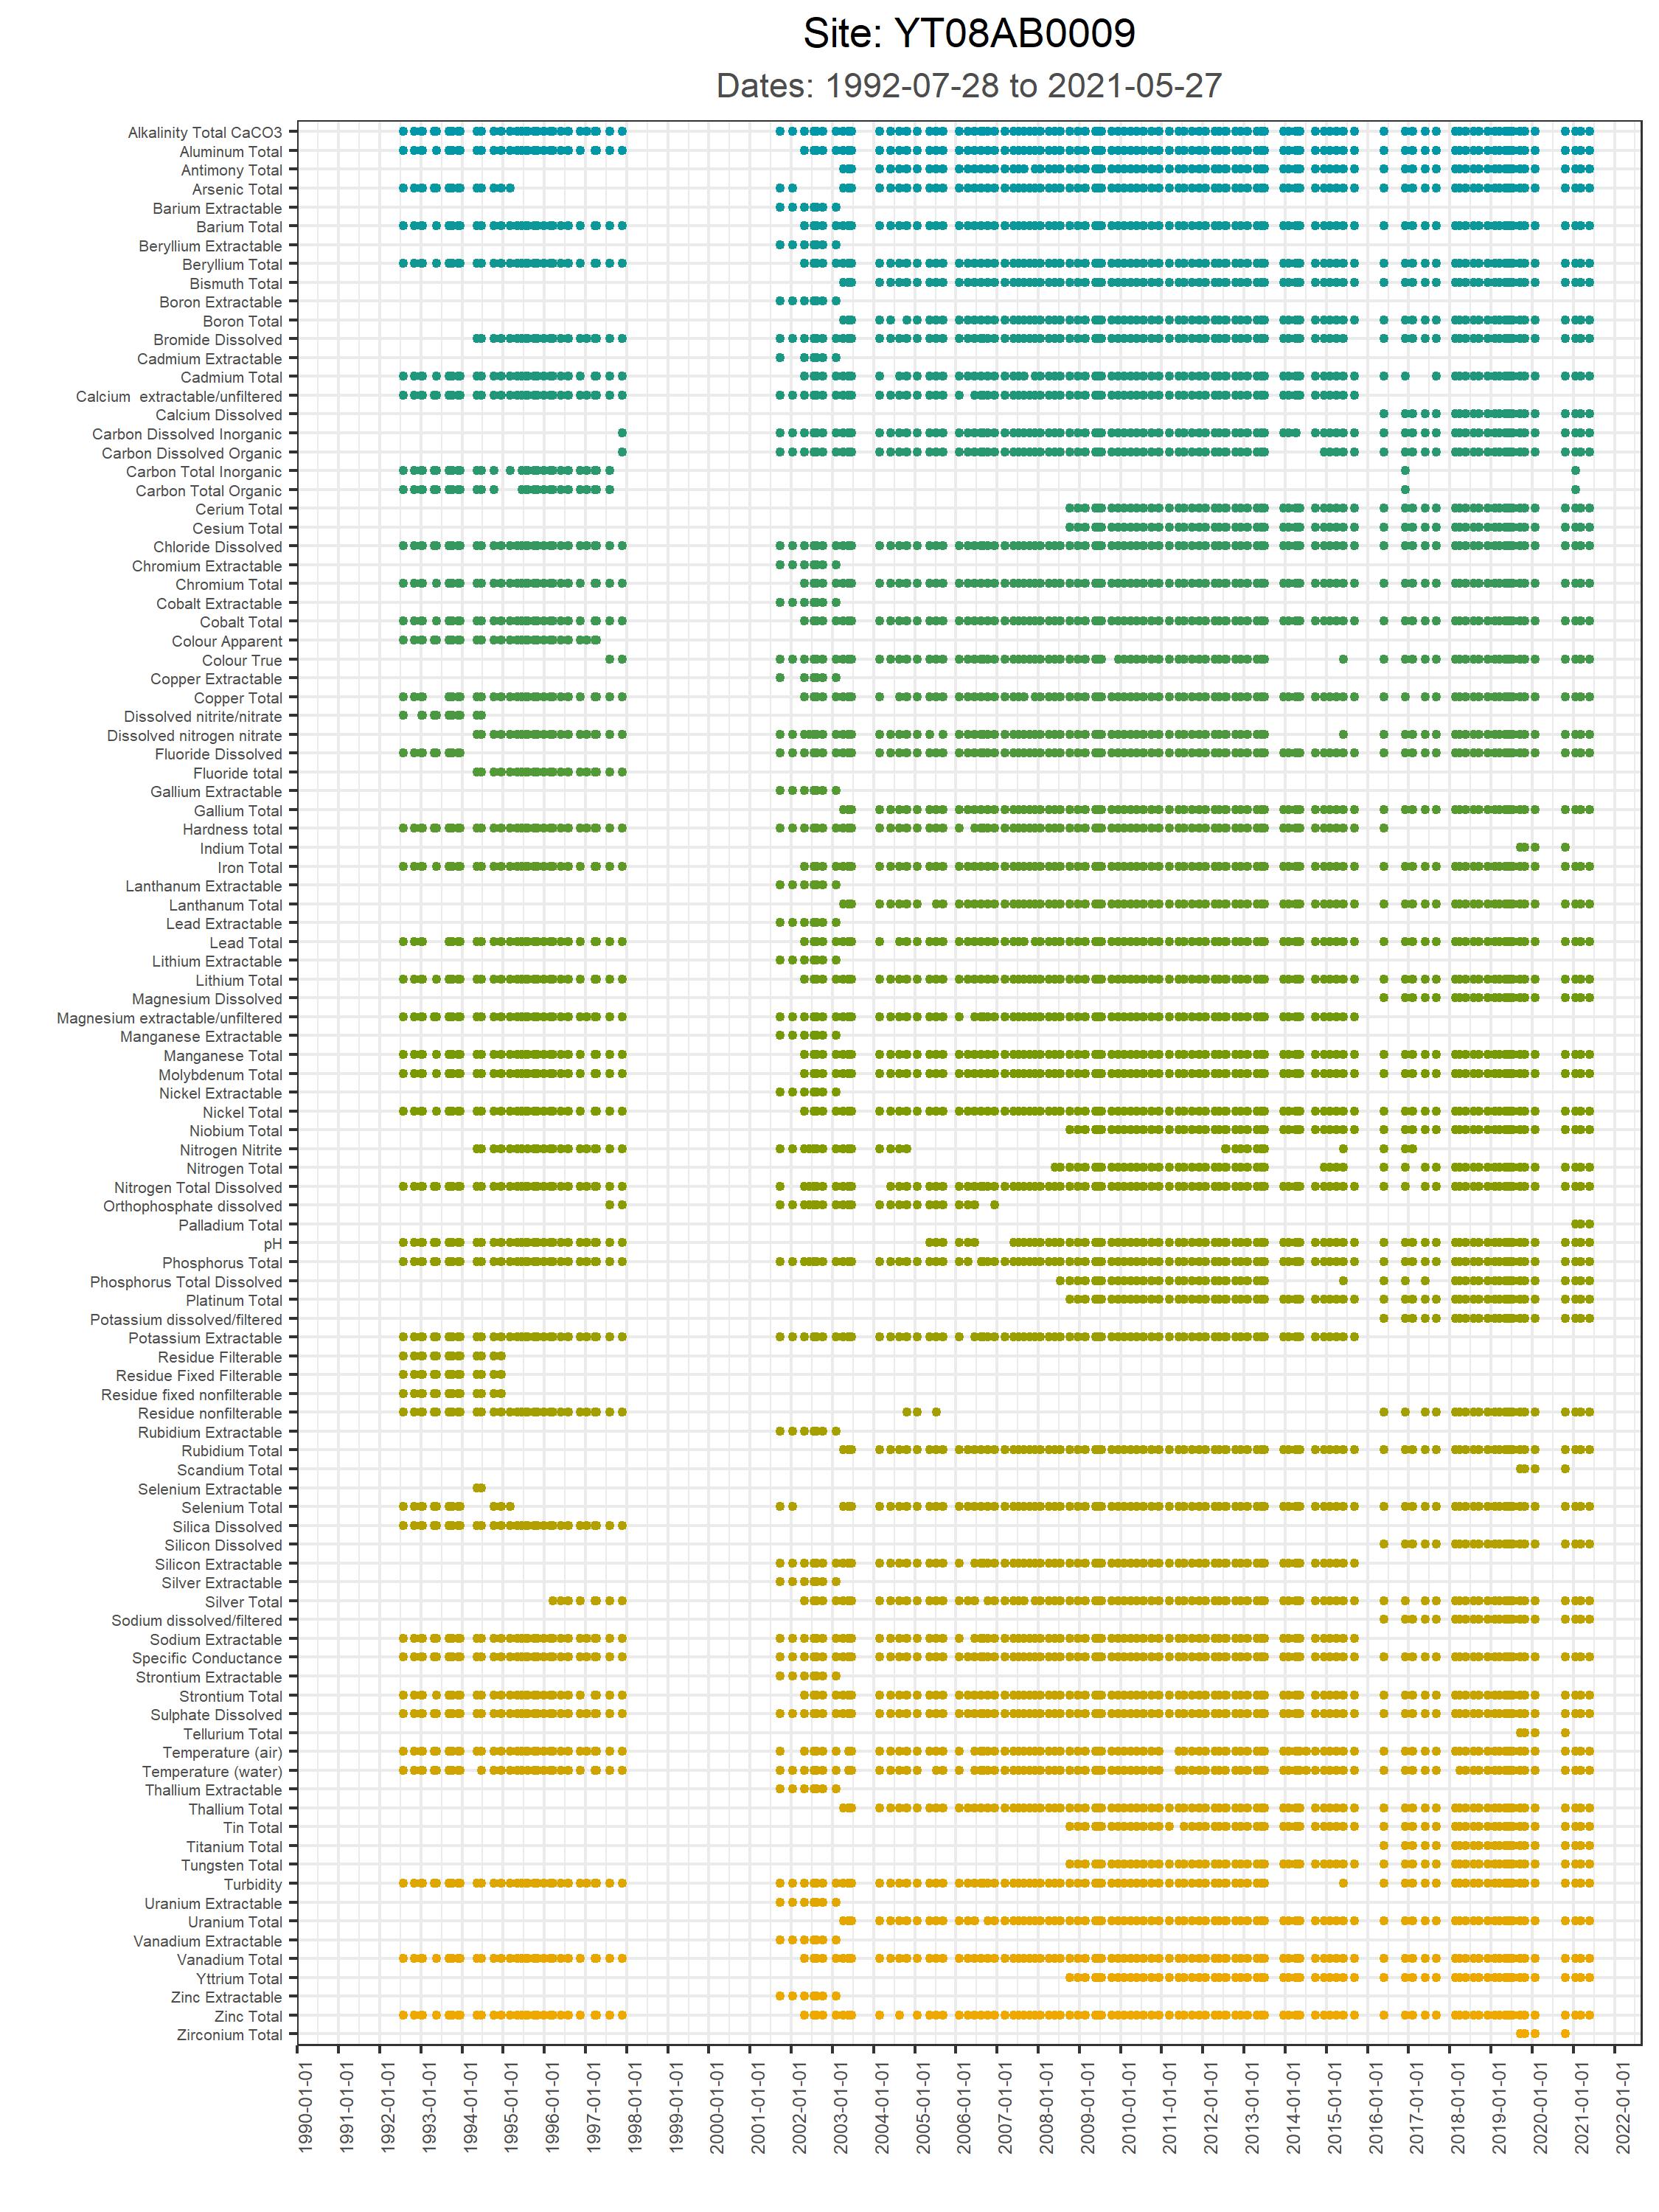 Site: YT08AB0009
Dates: 1992-07-28 to 2021-05-27
Alkalinity Total CaCO3
Aluminum Total
Antimony Total
Arsenic Total
Barium Extractable
Barium Total
Beryllium Extractable
Beryllium Total
Bismuth Total
Boron Extractable
Boron Total
Bromide Dissolved
Cadmium Extractable
Cadmium Total
Calcium  extractable/unfiltered
Calcium Dissolved
Carbon Dissolved Inorganic
Carbon Dissolved Organic
Carbon Total Inorganic
Carbon Total Organic
Cerium Total
Cesium Total
Chloride Dissolved
Chromium Extractable
Chromium Total
Cobalt Extractable
Cobalt Total
Colour Apparent
Colour True
Copper Extractable
Copper Total
Dissolved nitrite/nitrate
Dissolved nitrogen nitrate
Fluoride Dissolved
Fluoride total
Gallium Extractable
Gallium Total
Hardness total
Indium Total
Iron Total
Lanthanum Extractable
Lanthanum Total
Lead Extractable
Lead Total
Lithium Extractable
Lithium Total
Magnesium Dissolved
Magnesium extractable/unfiltered
Manganese Extractable
Manganese Total
Molybdenum Total
Nickel Extractable
Nickel Total
Niobium Total
Nitrogen Nitrite
Nitrogen Total
Nitrogen Total Dissolved
Orthophosphate dissolved
Palladium Total
pH
Phosphorus Total
Phosphorus Total Dissolved
Platinum Total
Potassium dissolved/filtered
Potassium Extractable
Residue Filterable
Residue Fixed Filterable
Residue fixed nonfilterable
Residue nonfilterable
Rubidium Extractable
Rubidium Total
Scandium Total
Selenium Extractable
Selenium Total
Silica Dissolved
Silicon Dissolved
Silicon Extractable
Silver Extractable
Silver Total
Sodium dissolved/filtered
Sodium Extractable
Specific Conductance
Strontium Extractable
Strontium Total
Sulphate Dissolved
Tellurium Total
Temperature (air)
Temperature (water)
Thallium Extractable
Thallium Total
Tin Total
Titanium Total
Tungsten Total
Turbidity
Uranium Extractable
Uranium Total
Vanadium Extractable
Vanadium Total
Yttrium Total
Zinc Extractable
Zinc Total
Zirconium Total
1990-01-01
1991-01-01
1992-01-01
1993-01-01
1994-01-01
1995-01-01
1996-01-01
1997-01-01
1998-01-01
1999-01-01
2000-01-01
2001-01-01
2002-01-01
2003-01-01
2004-01-01
2005-01-01
2006-01-01
2007-01-01
2008-01-01
2009-01-01
2010-01-01
2011-01-01
2012-01-01
2013-01-01
2014-01-01
2015-01-01
2016-01-01
2017-01-01
2018-01-01
2019-01-01
2020-01-01
2021-01-01
2022-01-01